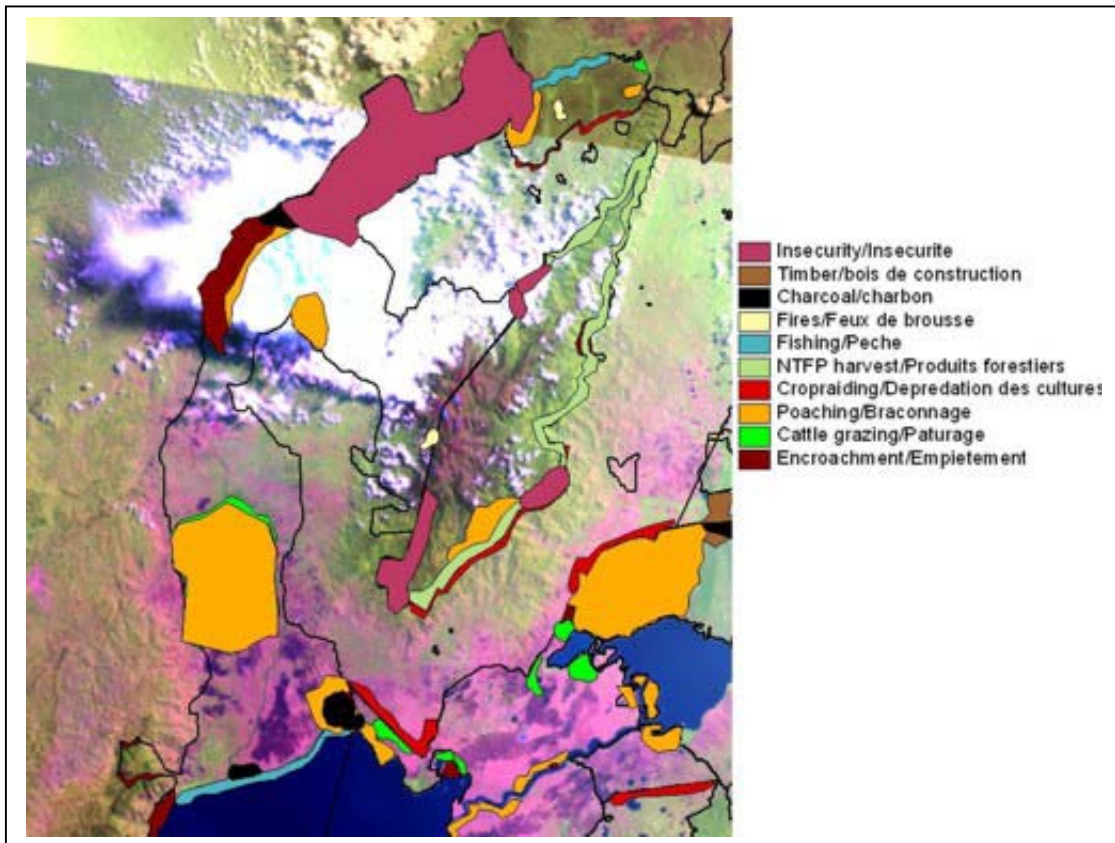 Insecurity/Insecurite
Timber/bois de construction
Charcoal/charbon
Fires/Feux de brousse
Fishing/Peche
NTFP harvest/Produits forestiers
Cropraiding/Depredation des cultures
Poaching/Braconnage
Cattle grazing/Paturage
Encroachment/Empietement